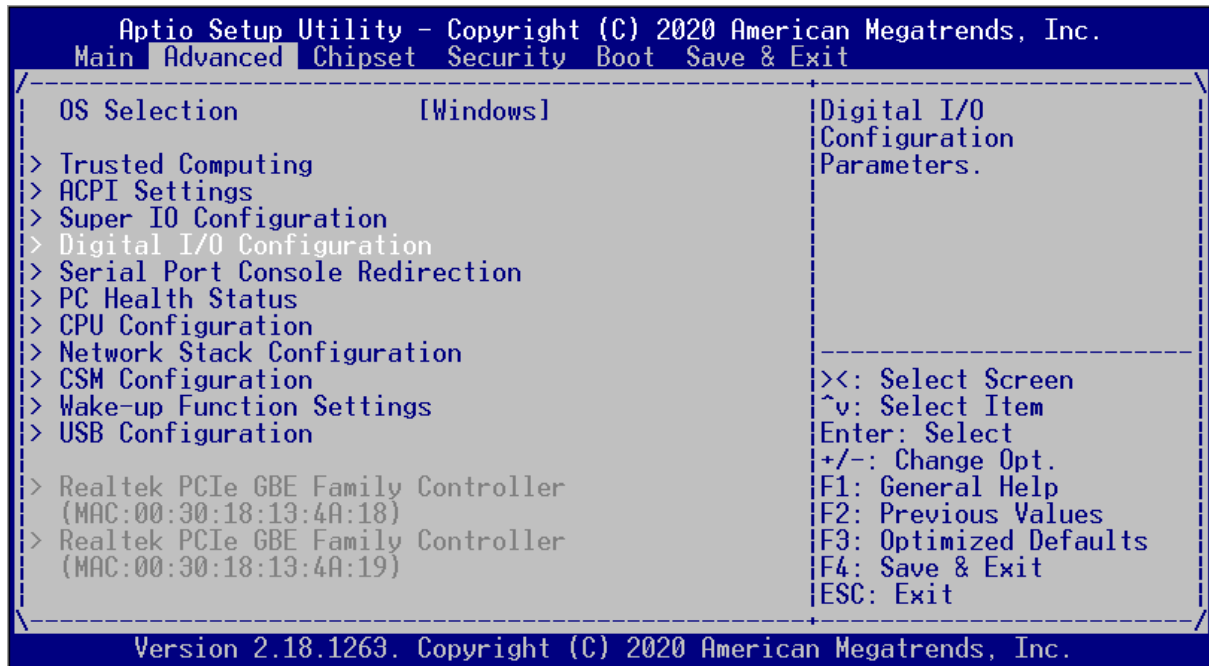 Aptio Setup Utility - Copyright (C) 2020 American Megatrends, Inc.
Main Advanced Chipset Security Boot Save & Exit
OS Selection [Windows]
> Trusted Computing
> ACPI Settings
> Super IO Configuration
> Digital I/O Configuration
> Serial Port Console Redirection
> PC Health Status
> CPU Configuration
> Network Stack Configuration
> CSM Configuration
> Wake-up Function Settings
> USB Configuration
> Realtek PCIe GBE Family Controller
(MAC:00:30:18:13:4A:18)
> Realtek PCIe GBE Family Controller
(MAC:00:30:18:13:4A:19)
Digital I/O
Configuration
Parameters.
><: Select Screen
^v: Select Item
Enter: Select
+/-: Change Opt.
F1: General Help
F2: Previous Values
F3: Optimized Defaults
F4: Save & Exit
ESC: Exit
Version 2.18.1263. Copyright (C) 2020 American Megatrends, Inc.